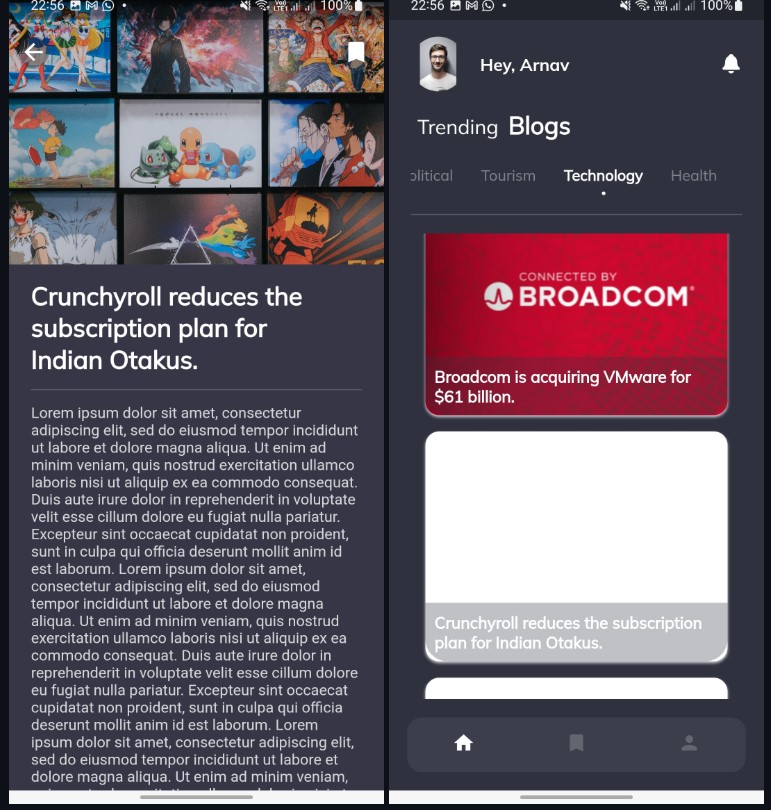 22:56
Vo))
LTE1
100%
Crunchyroll reduces the
subscription plan for
Indian Otakus.
Lorem ipsum dolor sit amet, consectetur
adipiscing elit, sed do eiusmod tempor incididunt
ut labore et dolore magna aliqua. Ut enim ad
minim veniam, quis nostrud exercitation ullamco
laboris nisi ut aliquip ex ea commodo consequat.
Duis aute irure dolor in reprehenderit in voluptate
velit esse cillum dolore eu fugiat nulla pariatur.
Excepteur sint occaecat cupidatat non proident,
sunt in culpa qui officia deserunt mollit anim id
est laborum. Lorem ipsum dolor sit amet,
consectetur adipiscing elit, sed do eiusmod
tempor incididunt ut labore et dolore magna
aliqua. Ut enim ad minim veniam, quis nostrud
exercitation ullamco laboris nisi ut aliquip ex ea
commodo consequat. Duis aute irure dolor in
reprehenderit in voluptate velit esse cillum dolore
eu fugiat nulla pariatur. Excepteur sint occaecat
cupidatat non proident, sunt in culpa qui officia
deserunt mollit anim id est laborum. Lorem
ipsum dolor sit amet, consectetur adipiscing elit,
sed do eiusmod tempor incididunt ut labore et
dolore magna aliqua. Ut enim ad minim veniam,
22:56
Vo))
LTE1
100%
Hey, Arnav
Trending Blogs
olitical Tourism Technology Health
CONNECTED BY
BROADCOM®
Broadcom is acquiring VMware for
$61 billion.
Crunchyroll reduces the subscription
plan for Indian Otakus.